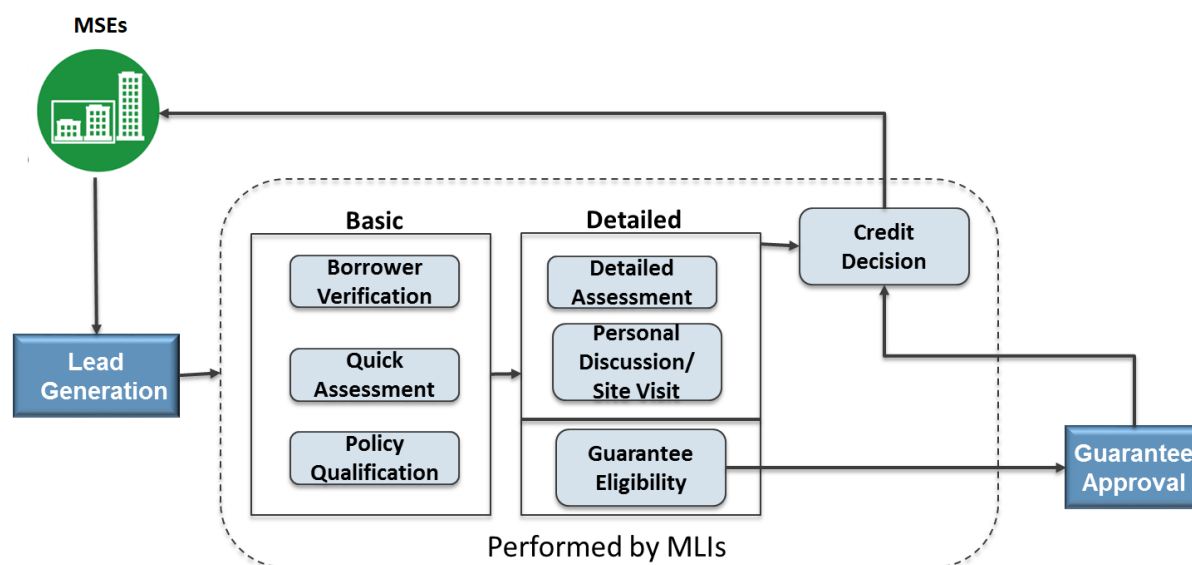 MSEs
Lead
Generation
Basic
Borrower
Verification
Quick
Assessment
Policy
Qualification
Detailed
Detailed
Assessment
Personal
Discussion/
Site Visit
Guarantee
Eligibility
Credit
Decision
Guarantee
Approval
Performed by MLIs